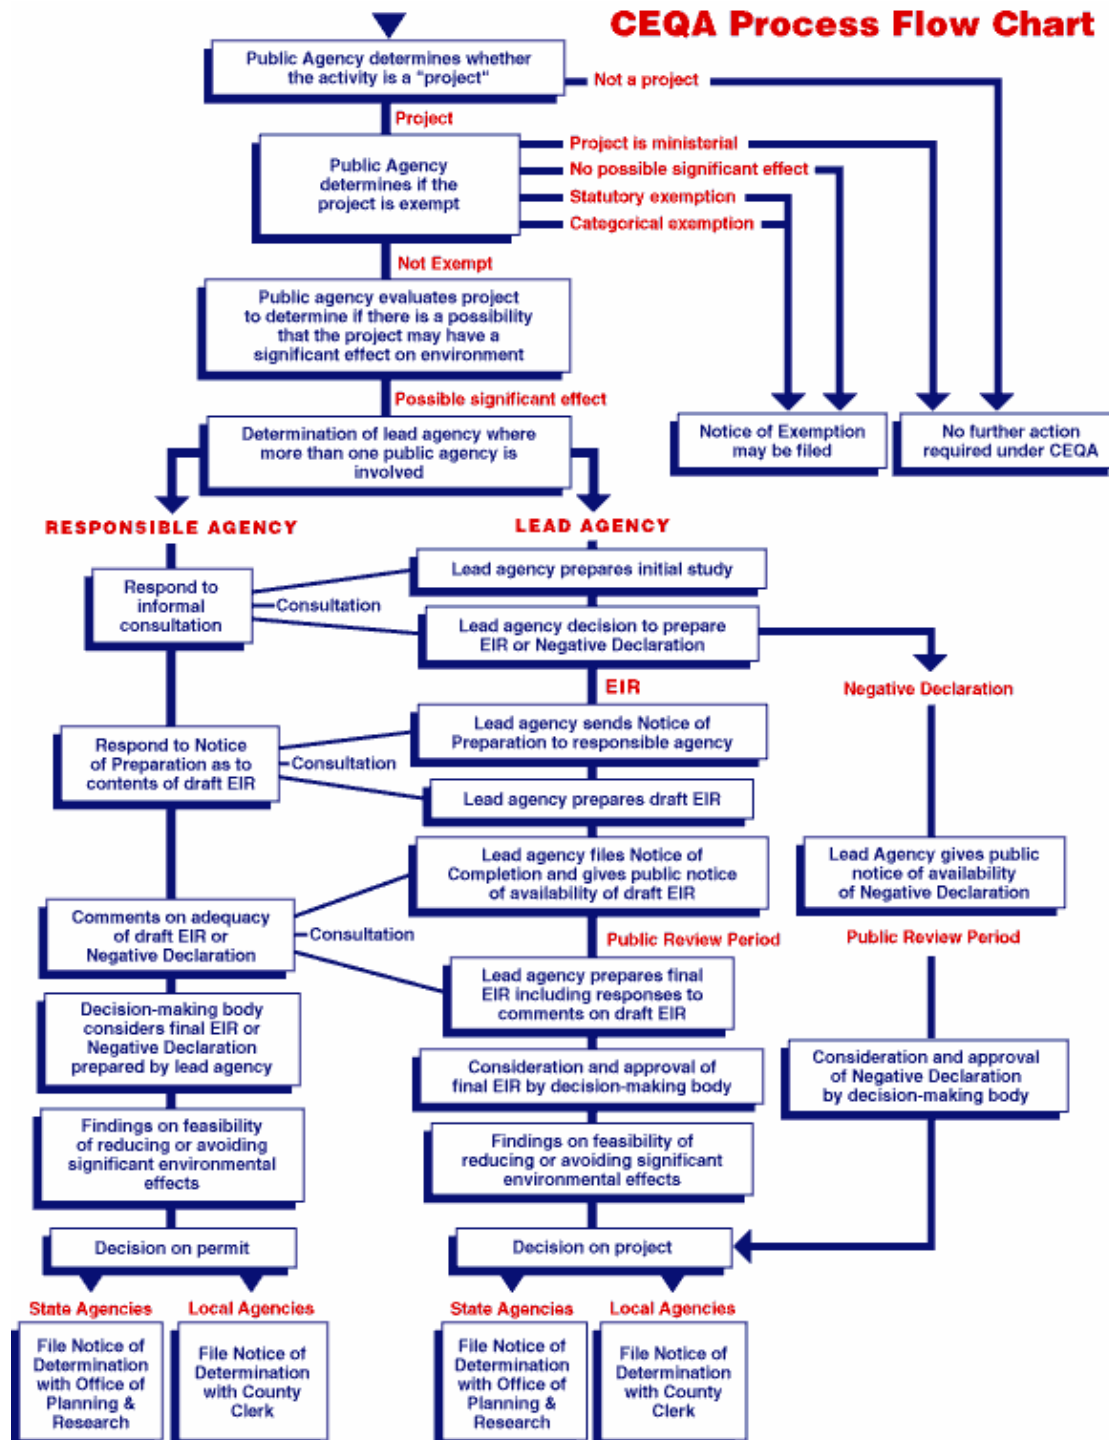 CEQA Process Flow Chart
Public Agency determines whether
the activity is a "project"
Not a project
Project
Public Agency
determines if the
project is exempt
Project is ministerial
No possible significant effect
Statutory exemption
Categorical exemption
Not Exempt
Public agency evaluates project
to determine if there is a possibility
that the project may have a
significant effect on environment
Possible significant effect
Notice of Exemption
may be filed
No further action
required under CEQA
Determination of lead agency where
more than one public agency is
involved
RESPONSIBLE AGENCY
LEAD AGENCY
Respond to
informal
consultation
Consultation
Lead agency prepares initial study
Lead agency decision to prepare
EIR or Negative Declaration
EIR
Negative Declaration
Respond to Notice
of Preparation as to
contents of draft EIR
Consultation
Lead agency sends Notice of
Preparation to responsible agency
Lead agency prepares draft EIR
Lead agency files Notice of
Completion and gives public notice
of availability of draft EIR
Lead Agency gives public
notice of availability
of Negative Declaration
Comments on adequacy
of draft EIR or
Negative Declaration
Consultation
Public Review Period
Public Review Period
Lead agency prepares final
EIR including responses to
comments on draft EIR
Decision-making body
considers final EIR or
Negative Declaration
prepared by lead agency
Consideration and approval of
final EIR by decision-making body
Consideration and approval
of Negative Declaration
by decision-making body
Findings on feasibility
of reducing or avoiding
significant environmental
effects
Findings on feasibility of
reducing or avoiding significant
environmental effects
Decision on permit
Decision on project
State Agencies
Local Agencies
State Agencies
Local Agencies
File Notice of
Determination
with Office of
Planning &
Research
File Notice of
Determination
with County
Clerk
File Notice of
Determination
with Office of
Planning &
Research
File Notice of
Determination
with County
Clerk